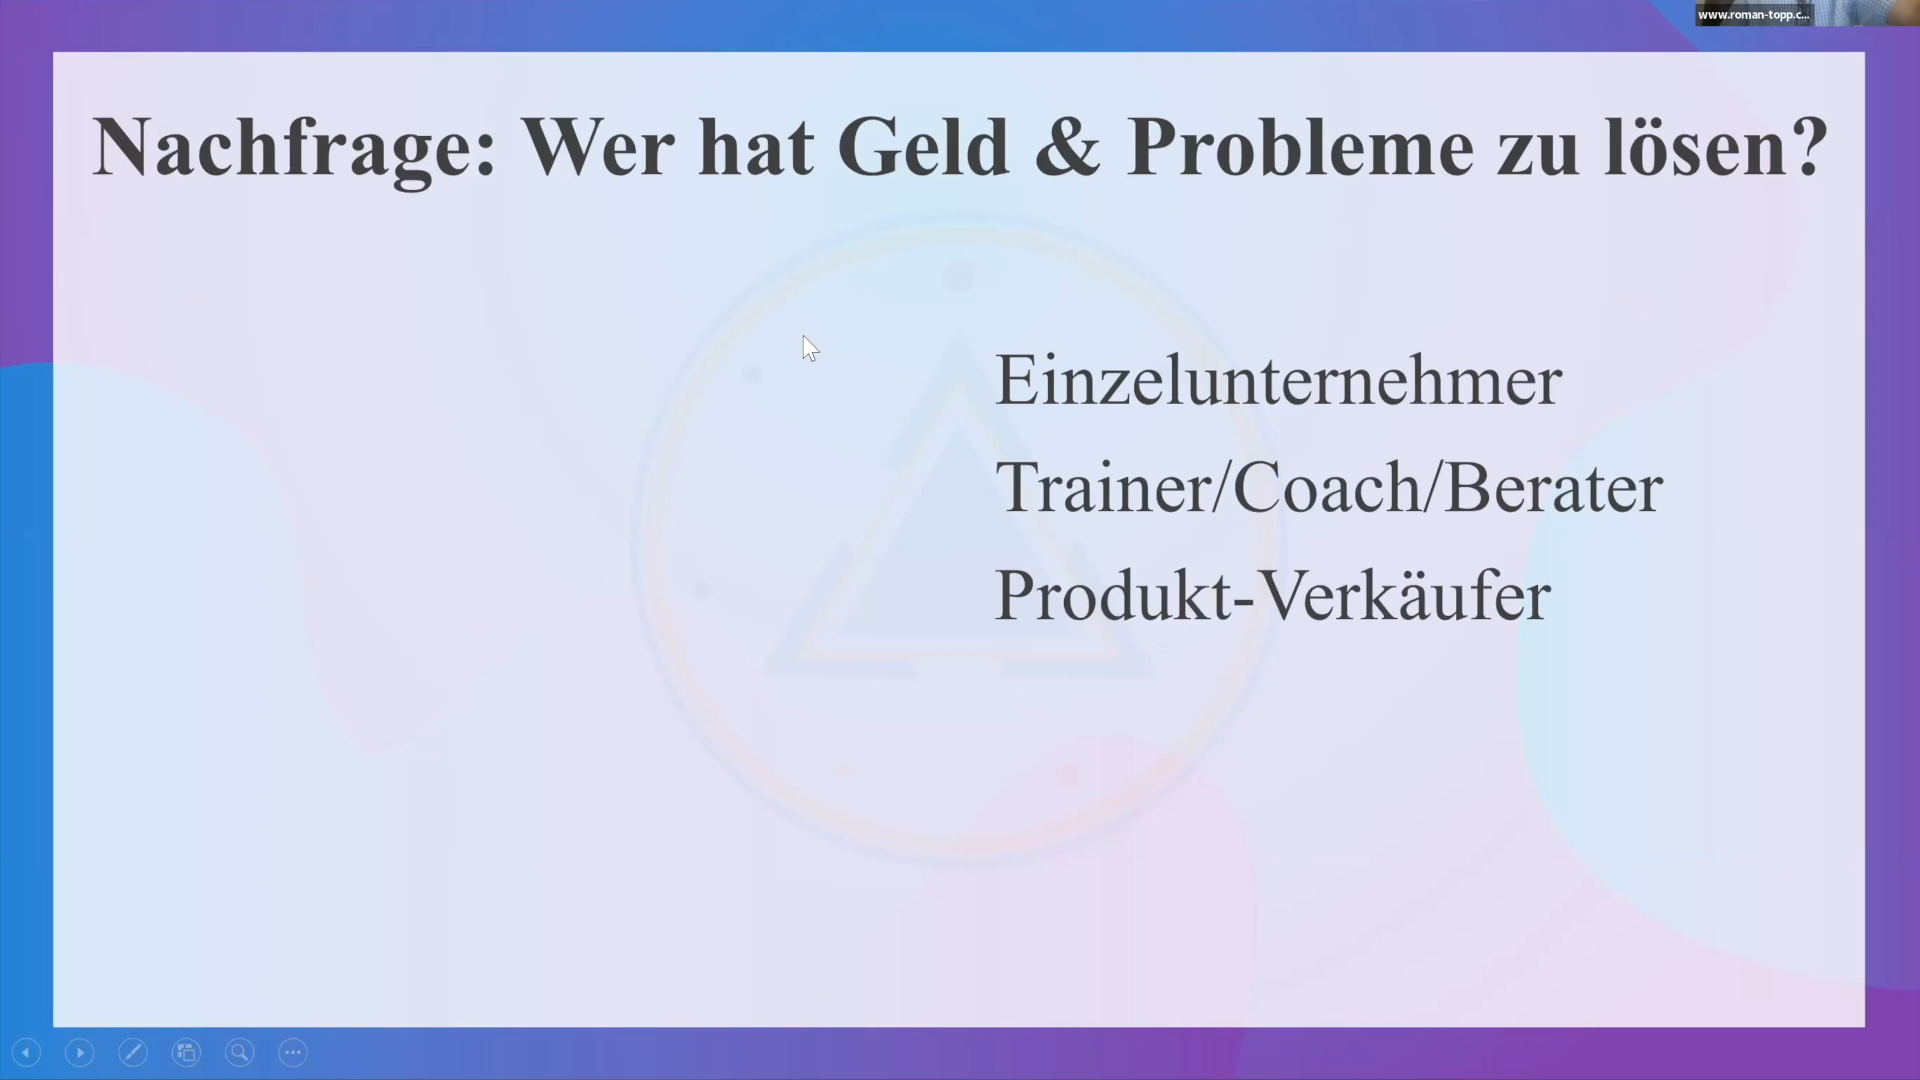 www.roman-topp.c...
Nachfrage: Wer hat Geld & Probleme zu lösen?
Einzelunternehmer
Trainer/Coach/Berater
Produkt-Verkäufer